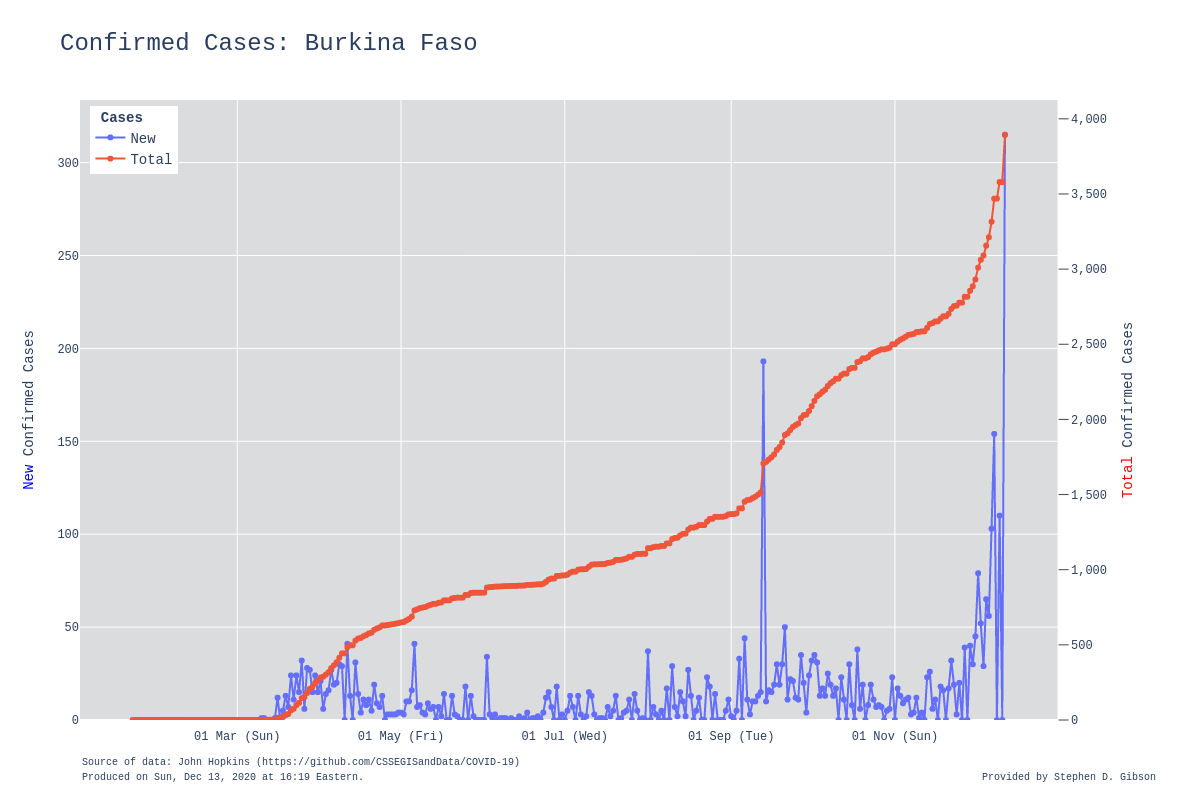 Confirmed Cases: Burkina Faso
Cases
New
Total
300
250
200
150
100
50
0
4,000
3,500
3,000
2,500
2,000
1,500
1,000
500
0
New Confirmed Cases
Total Confirmed Cases
01 Mar (Sun)
01 May (Fri)
01 Jul (Wed)
01 Sep (Tue)
01 Nov (Sun)
Source of data: John Hopkins (https://github.com/CSSEGISandData/COVID-19)
Produced on Sun, Dec 13, 2020 at 16:19 Eastern.
Provided by Stephen D. Gibson